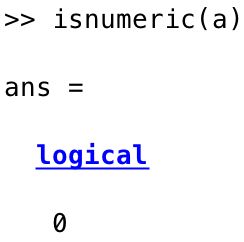 >> isnumeric(a)
ans =
logical
0